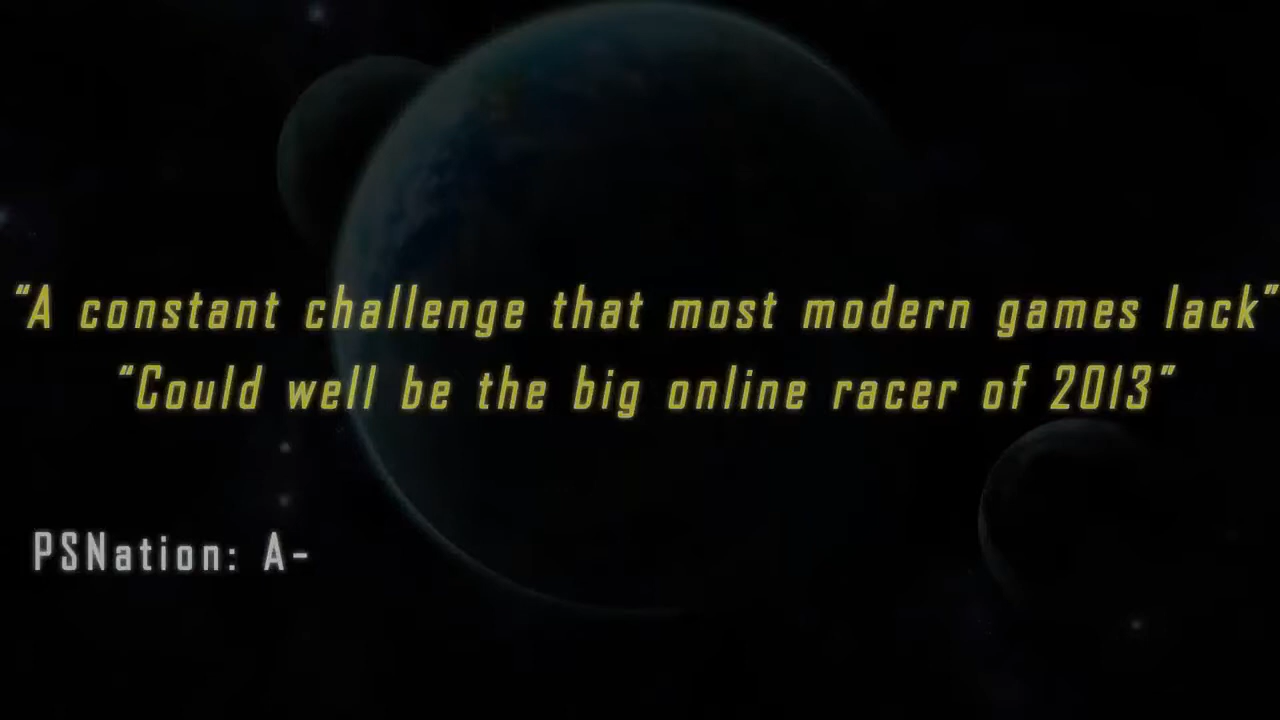 “A constant challenge that most modern games lack”
“Could well be the big online racer of 2013”
PSNation: A-